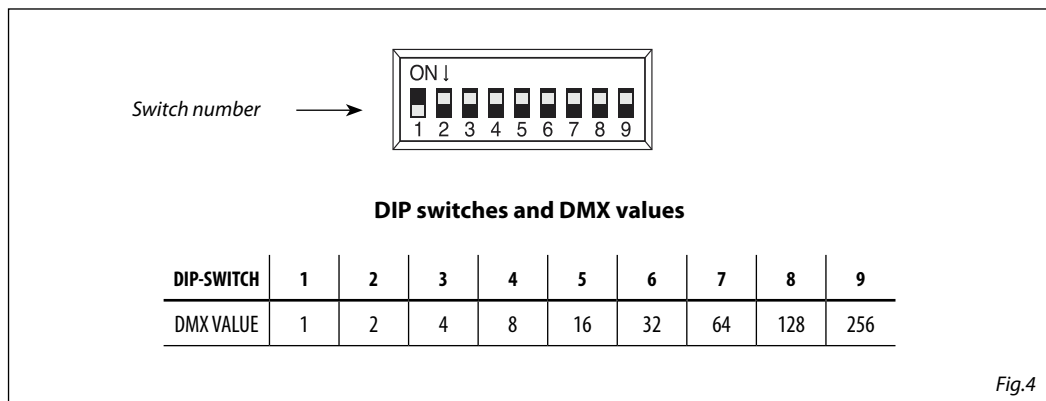 ON ↓
Switch number
1 2 3 4 5 6 7 8 9
DIP switches and DMX values
DIP-SWITCH 1 2 3 4 5 6 7 8 9
DMX VALUE 1 2 4 8 16 32 64 128 256
Fig.4